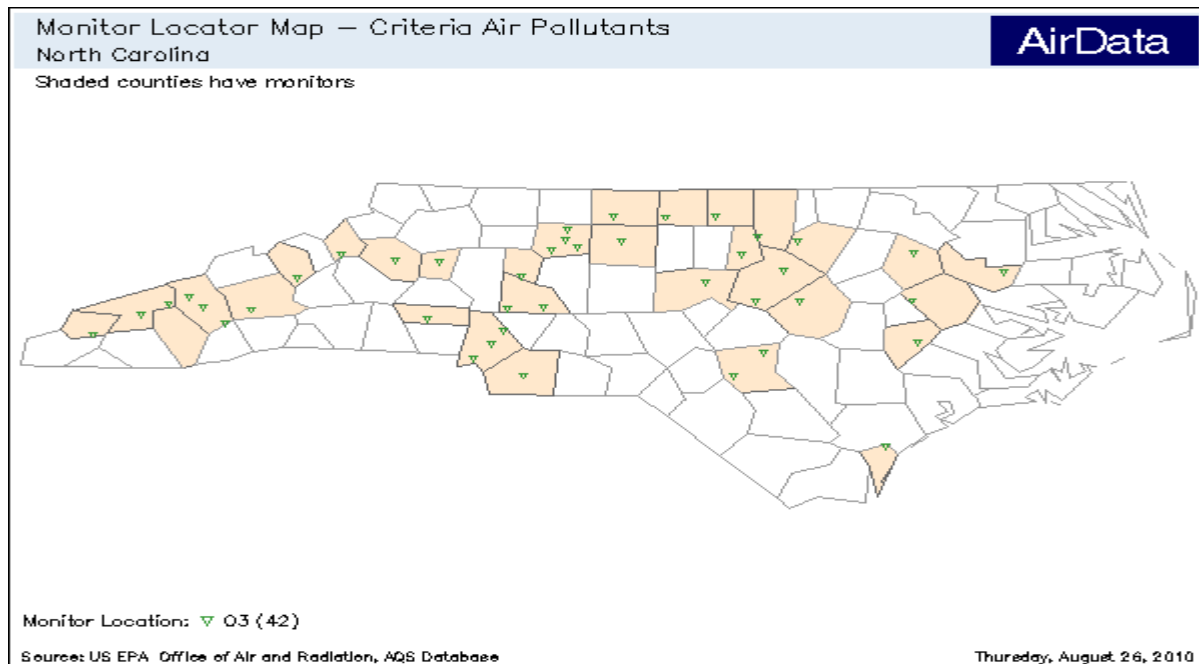 Monitor Locator Map – Criteria Air Pollutants
North Carolina
AirData
Shaded counties have monitors
Monitor Location: ▽ O3 (42)
Source: US EPA Office of Air and Radiation, AQS Database
Thursday, August 26, 2010